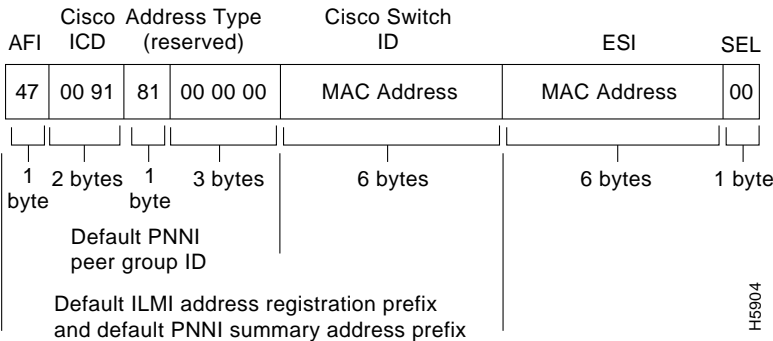 Cisco Address Type Cisco Switch
AFI ICD (reserved) ID ESI SEL
47 00 91 81 00 00 00 MAC Address MAC Address 00
1 2 bytes 1 3 bytes 6 bytes 6 bytes 1 byte
byte byte
Default PNNI
peer group ID
Default ILMI address registration prefix
and default PNNI summary address prefix
H5904